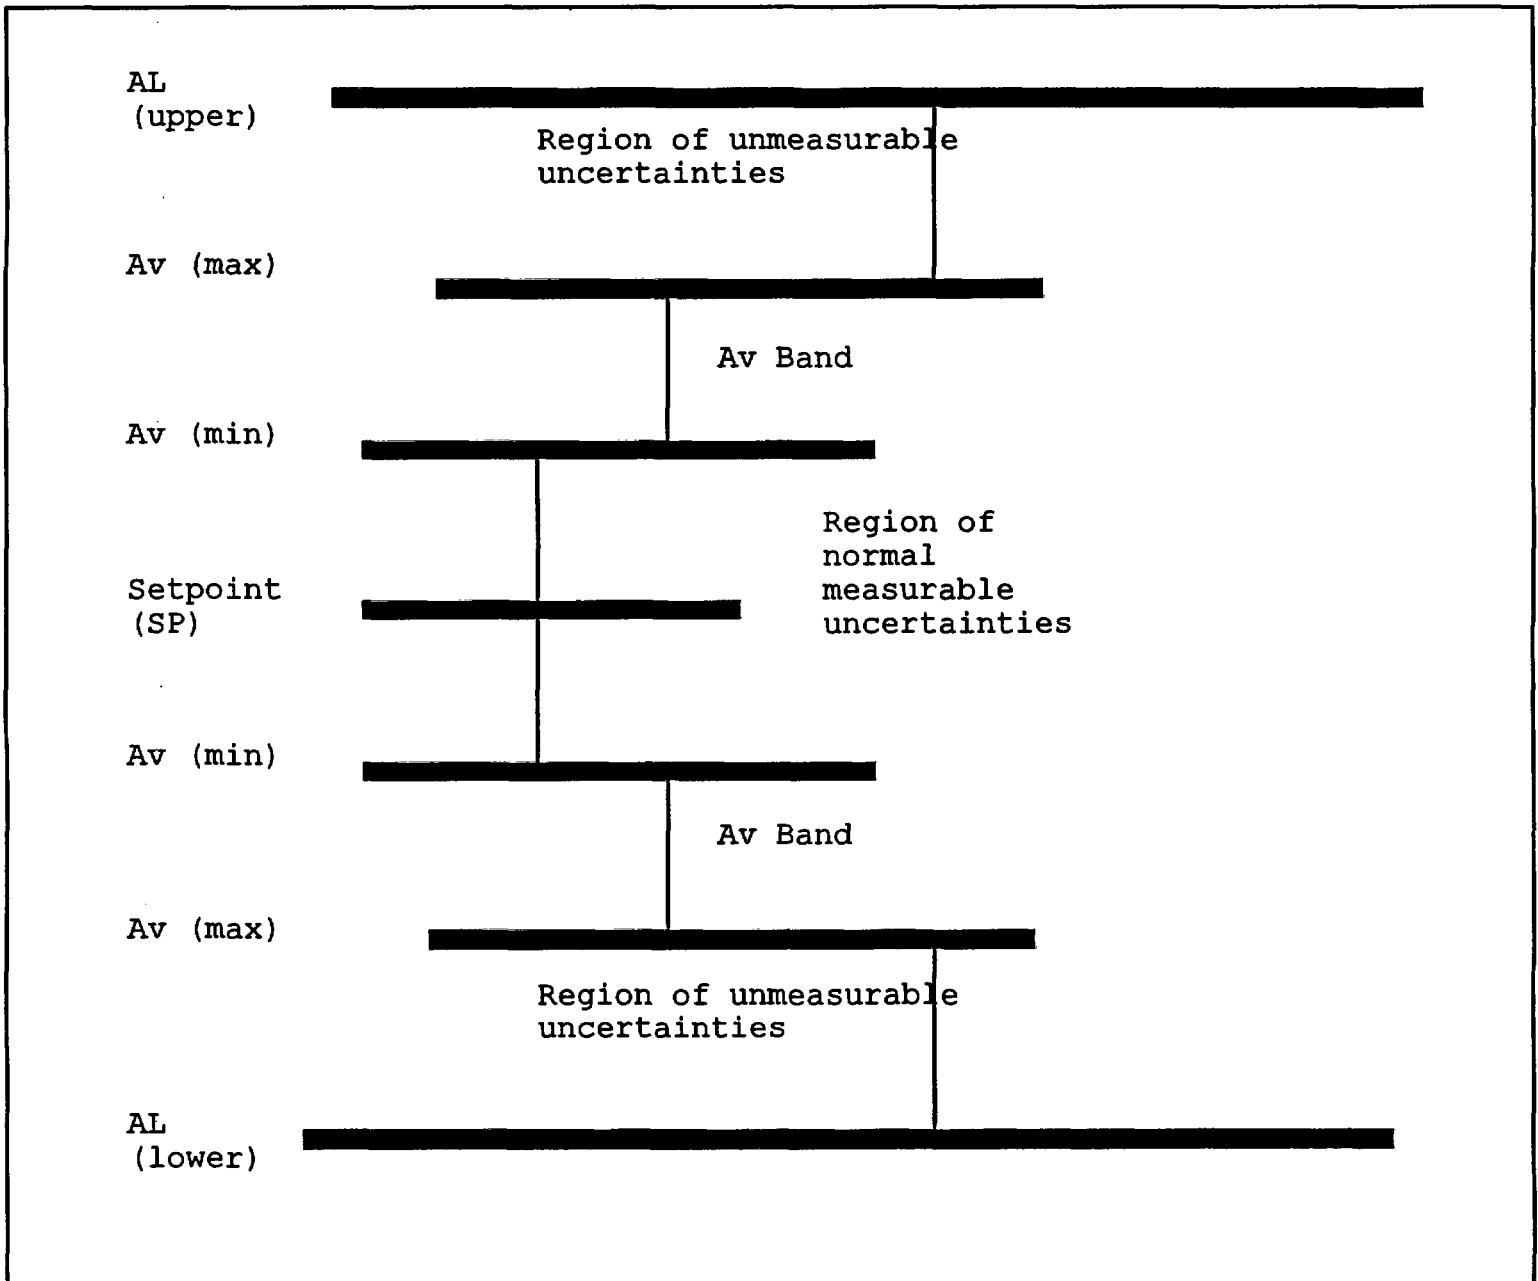 AL
(upper)
Region of unmeasurable
uncertainties
Av (max)
Av Band
Av (min)
Region of
normal
measurable
uncertainties
Setpoint
(SP)
Av (min)
Av Band
Av (max)
Region of unmeasurable
uncertainties
AL
(lower)